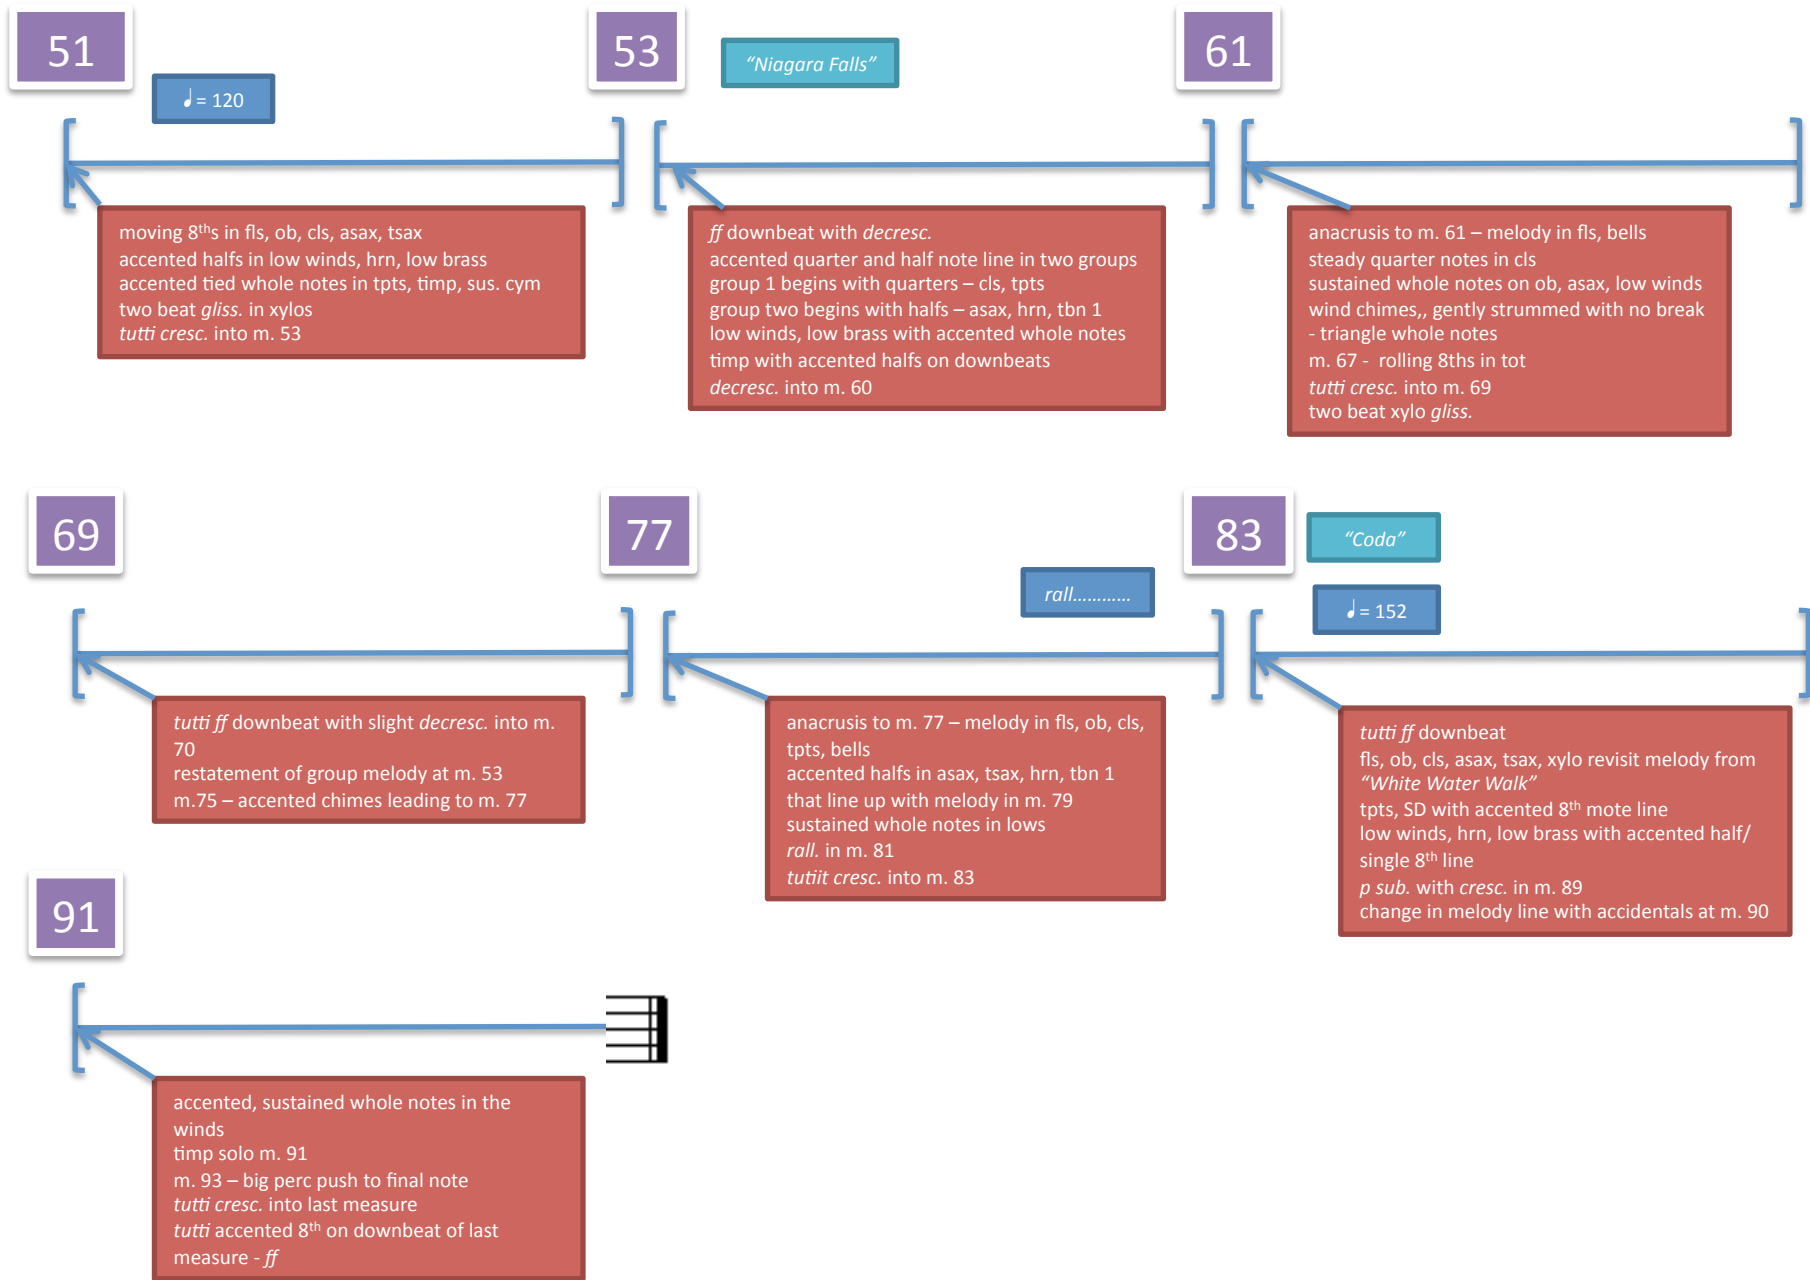 51
53
"Niagara Falls"
61
♩ = 120
moving 8ths in fls, ob, cls, asax, tsax
accented halfs in low winds, hrn, low brass
accented tied whole notes in tpts, timp, sus. cym
two beat gliss. in xylos
tutti cresc. into m. 53
ff downbeat with decresc.
accented quarter and half note line in two groups
group 1 begins with quarters – cls, tpts
group two begins with halfs – asax, hrn, tbn 1
low winds, low brass with accented whole notes
timp with accented halfs on downbeats
decresc. into m. 60
anacrusis to m. 61 – melody in fls, bells
steady quarter notes in cls
sustained whole notes on ob, asax, low winds
wind chimes,, gently strummed with no break
- triangle whole notes
m. 67 - rolling 8ths in tot
tutti cresc. into m. 69
two beat xylo gliss.
69
77
83
"Coda"
rall............
♩ = 152
tutti ff downbeat with slight decresc. into m.
70
restatement of group melody at m. 53
m.75 – accented chimes leading to m. 77
anacrusis to m. 77 – melody in fls, ob, cls,
tpts, bells
accented halfs in asax, tsax, hrn, tbn 1
that line up with melody in m. 79
sustained whole notes in lows
rall. in m. 81
tutiit cresc. into m. 83
tutti ff downbeat
fls, ob, cls, asax, tsax, xylo revisit melody from
"White Water Walk"
tpts, SD with accented 8th mote line
low winds, hrn, low brass with accented half/
single 8th line
p sub. with cresc. in m. 89
change in melody line with accidentals at m. 90
91
accented, sustained whole notes in the
winds
timp solo m. 91
m. 93 – big perc push to final note
tutti cresc. into last measure
tutti accented 8th on downbeat of last
measure - ff